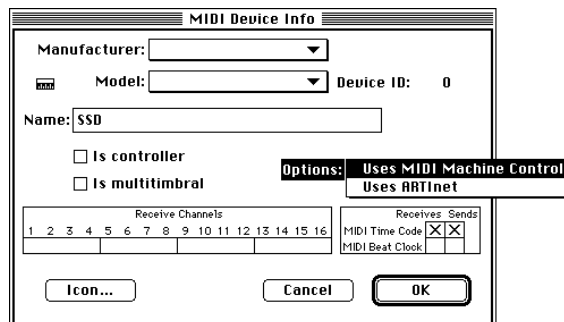 MIDI Device Info
Manufacturer:
Model:
Device ID: 0
Name: SSD
Is controller
Is multitimbral
Options: Uses MIDI Machine Control
Uses ARTInet
Receive Channels
1 2 3 4 5 6 7 8 9 10 11 12 13 14 15 16
Receives Sends
MIDI Time Code
MIDI Beat Clock
Icon...
Cancel
OK